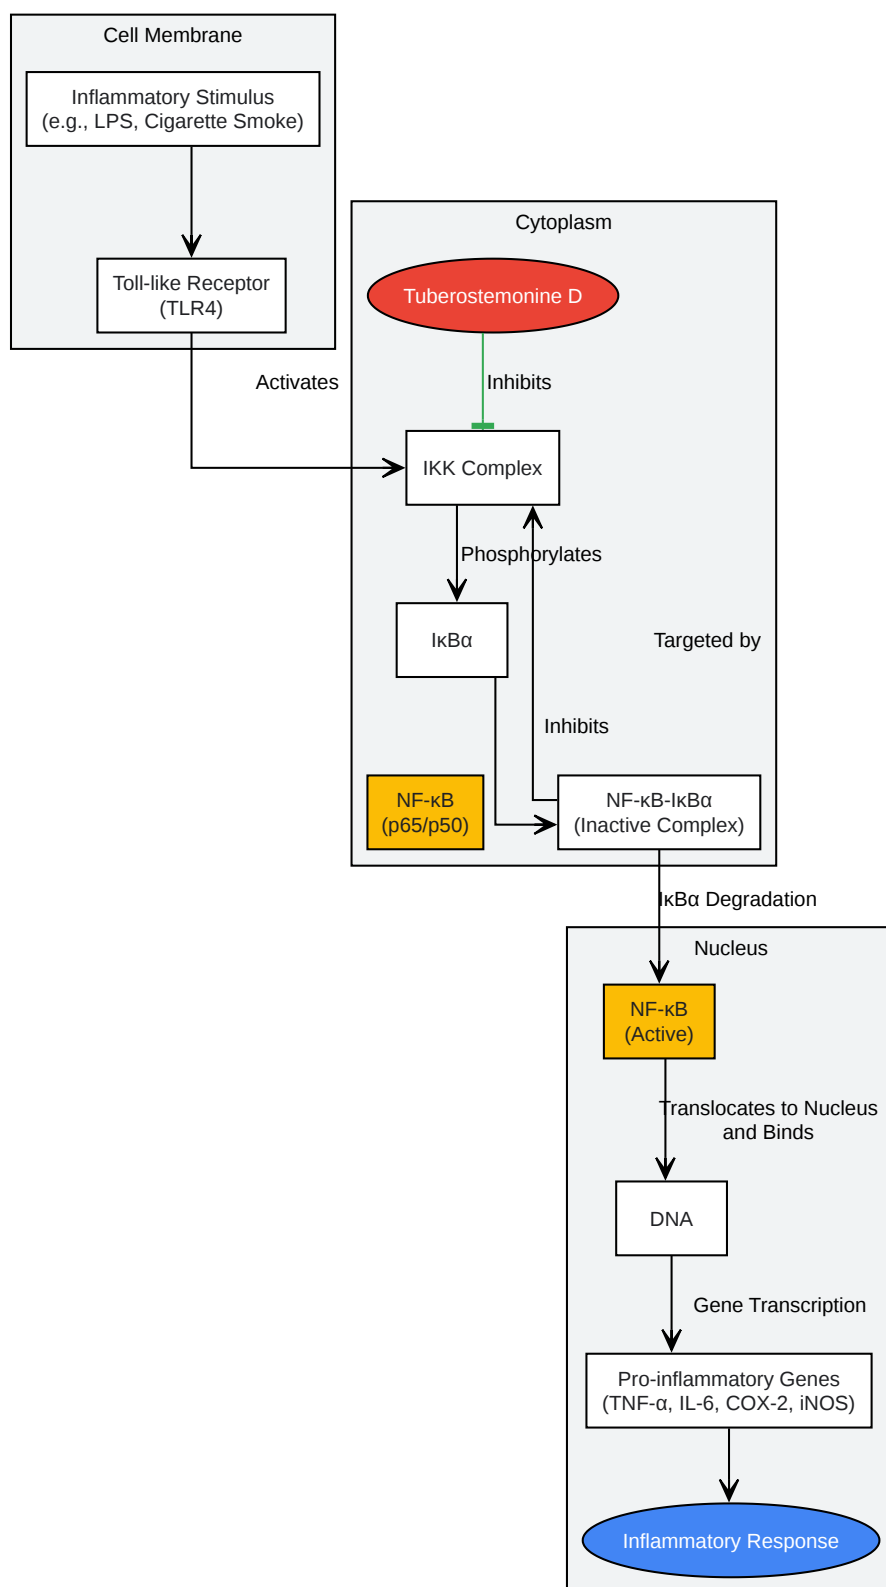 Cell Membrane
Inflammatory Stimulus
(e.g., LPS, Cigarette Smoke)
Toll-like Receptor
(TLR4)
Activates
Cytoplasm
Tuberostemonine D
Inhibits
IKK Complex
Phosphorylates
IκBα
Targeted by
Inhibits
NF-κB
(p65/p50)
NF-κB-IκBα
(Inactive Complex)
IκBα Degradation
Nucleus
NF-κB
(Active)
Translocates to Nucleus
and Binds
DNA
Gene Transcription
Pro-inflammatory Genes
(TNF-α, IL-6, COX-2, iNOS)
Inflammatory Response